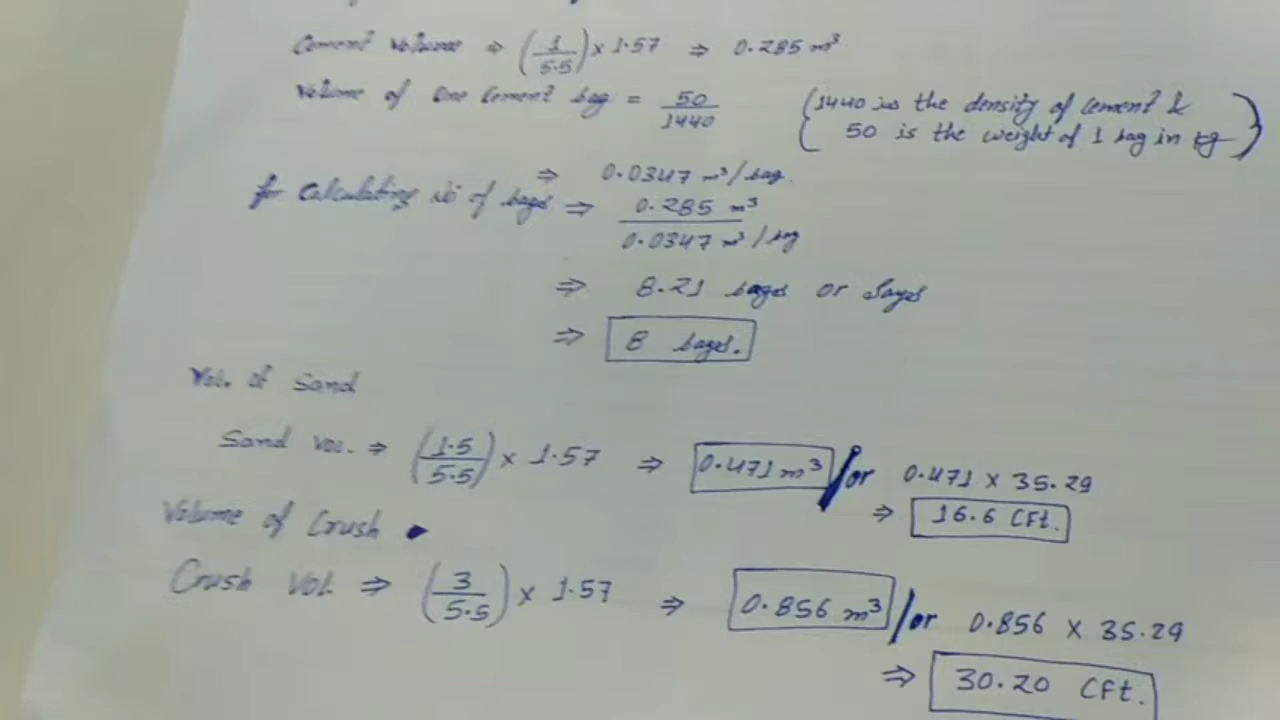 Cement Volume ⇒ (1/5.5) x 1.57 ⇒ 0.285 m³
Volume of One Cement bag = 50/1440 (1440 is the density of Cement & 50 is the weight of 1 bag in kg)
⇒ 0.0347 m³/bag.
for Calculating No of bages ⇒ 0.285 m³ / 0.0347 m³/bag
⇒ 8.21 bages or Says
⇒ 8 bages.
Vol. of Sand
Sand Vol. ⇒ (1.5/5.5) x 1.57 ⇒ 0.471 m³ / or 0.471 x 35.29
⇒ 16.6 Cft.
Volume of Crush
Crush Vol. ⇒ (3/5.5) x 1.57 ⇒ 0.856 m³ / or 0.856 x 35.29
⇒ 30.20 Cft.